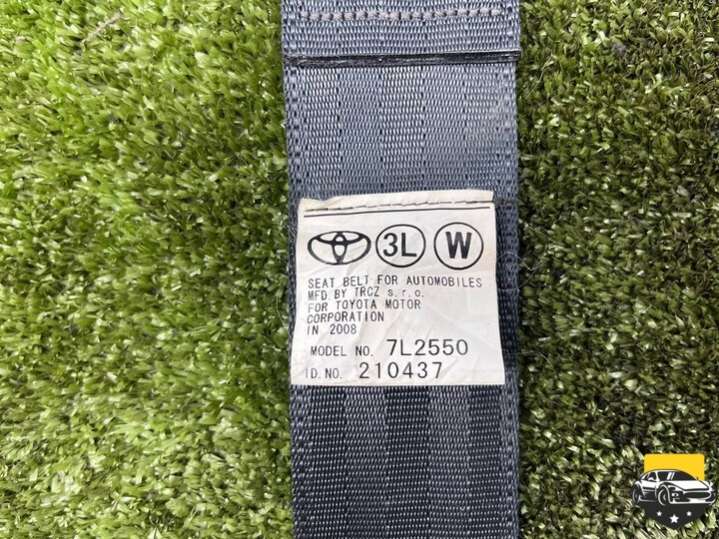 3L W
SEAT BELT FOR AUTOMOBILES
MFD BY TRCZ s.r.o.
FOR TOYOTA MOTOR
CORPORATION
IN 2008
MODEL NO. 7L2550
ID.NO. 210437